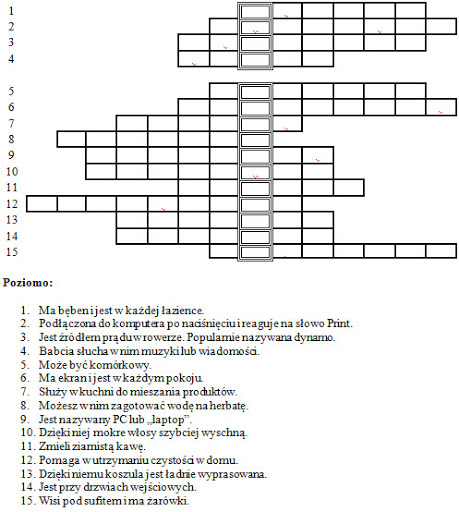 1
2
3
4
5
6
7
8
9
10
11
12
13
14
15
Poziomo:
1. Ma bęben i jest w każdej łazience.
2. Podłączona do komputera po naciśnięciu i reaguje na słowo Print.
3. Jest źródłem prądu w rowerze. Popularnie nazywana dynamo.
4. Babcia słucha w nim muzyki lub wiadomości.
5. Może być komórkowy.
6. Ma ekran i jest w każdym pokoju.
7. Służy w kuchni do mieszania produktów.
8. Możesz w nim zagotować wodę na herbatę.
9. Jest nazywany PC lub „laptop”.
10. Dzięki niej mokre włosy szybciej wyschną.
11. Zmieli ziarnistą kawę.
12. Pomaga w utrzymaniu czystości w domu.
13. Dzięki niemu koszula jest ładnie wyprasowana.
14. Jest przy drzwiach wejściowych.
15. Wisi pod sufitem i ma żarówki.